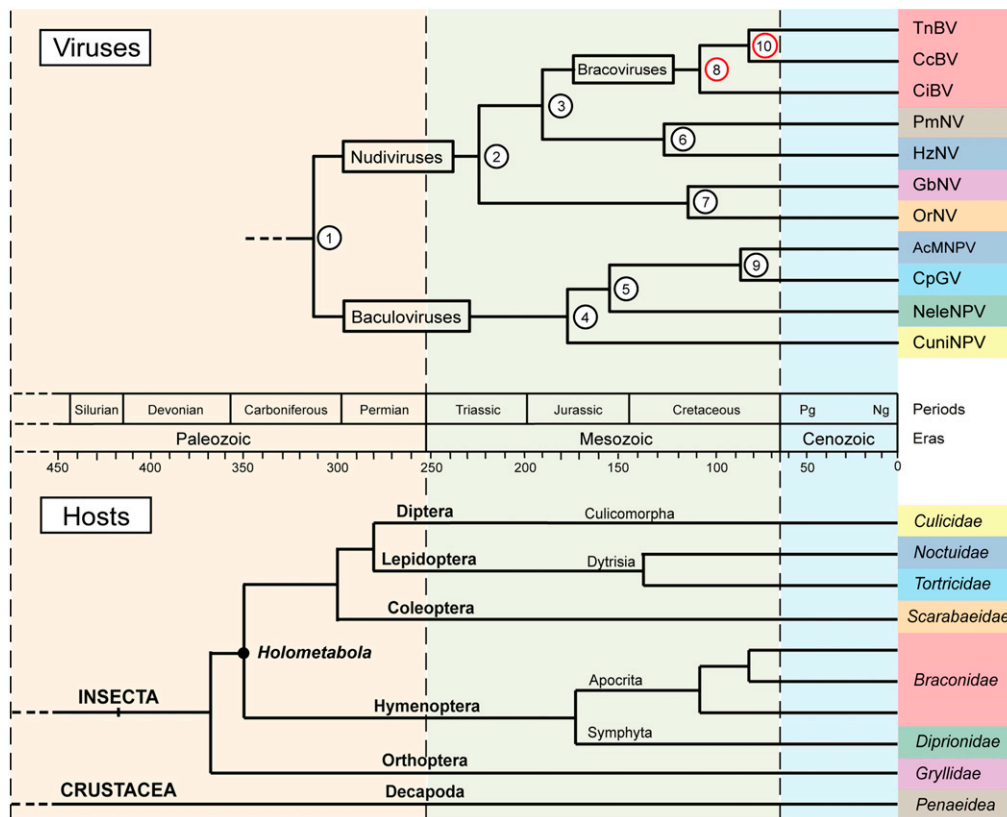 Viruses
TnBV
CcBV
CiBV
PmNV
HzNV
GbNV
OrNV
AcMNPV
CpGV
NeleNPV
CuniNPV
10
8
Bracoviruses
3
6
Nudiviruses
2
7
1
9
5
Baculoviruses
4
Silurian Devonian Carboniferous Permian Triassic Jurassic Cretaceous Pg Ng Periods
Paleozoic Mesozoic Cenozoic Eras
450 400 350 300 250 200 150 100 50 0
Hosts
Diptera Culicomorpha Culicidae
Lepidoptera Dytrisia Noctuidae
Tortricidae
Coleoptera Scarabaeidae
Holometabola
INSECTA
Hymenoptera
Apocrita
Symphyta
Braconidae
Diprionidae
Orthoptera Gryllidae
CRUSTACEA Decapoda Penaeidea